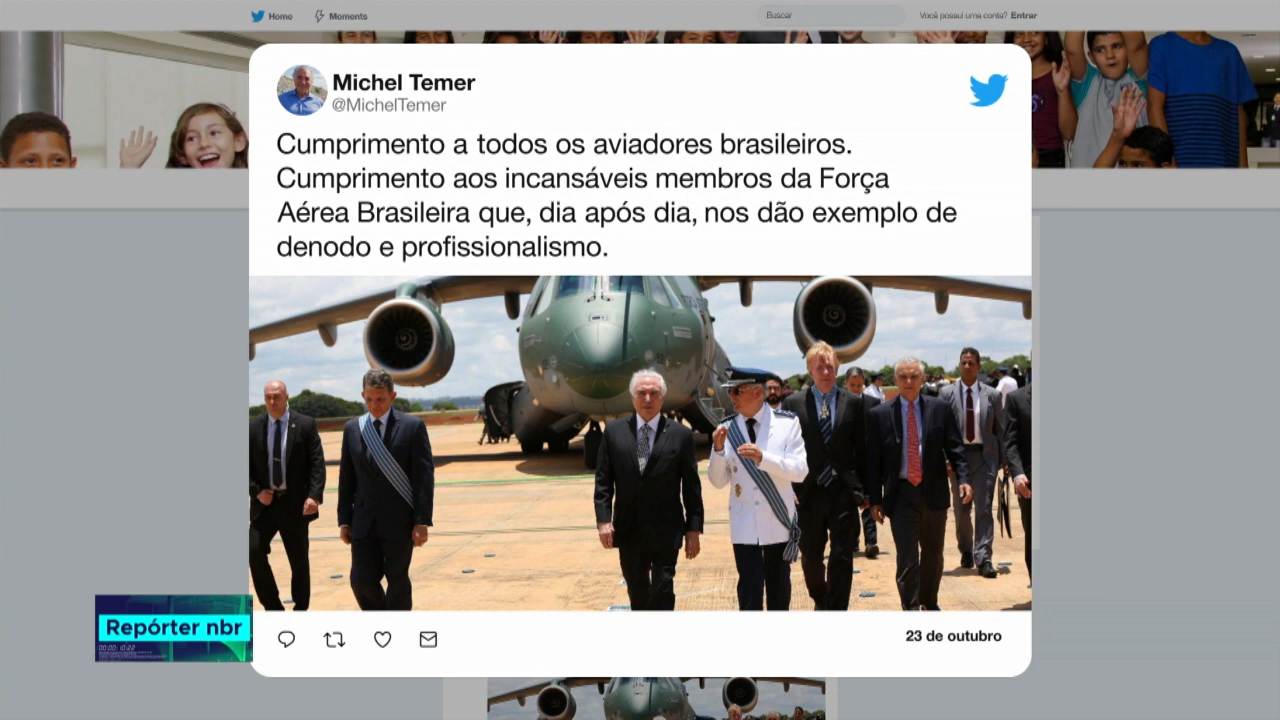 Home
Moments
Buscar
Você possui uma conta? Entrar
Michel Temer
@MichelTemer
Cumprimento a todos os aviadores brasileiros.
Cumprimento aos incansáveis membros da Força
Aérea Brasileira que, dia após dia, nos dão exemplo de
denodo e profissionalismo.
Repórter nbr
23 de outubro